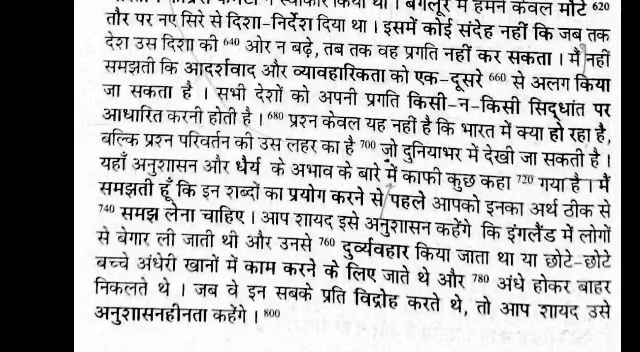 स्वीकार किया था। बंगलूर में हमने केवल मोटे 620
तौर पर नए सिरे से दिशा-निर्देश दिया था। इसमें कोई संदेह नहीं कि जब तक
देश उस दिशा की 640 ओर न बढ़े, तब तक वह प्रगति नहीं कर सकता। मैं नहीं
समझती कि आदर्शवाद और व्यावहारिकता को एक-दूसरे 660 से अलग किया
जा सकता है। सभी देशों को अपनी प्रगति किसी-न-किसी सिद्धांत पर
आधारित करनी होती है। 680 प्रश्न केवल यह नहीं है कि भारत में क्या हो रहा है,
बल्कि प्रश्न परिवर्तन की उस लहर का है 700 जो दुनियाभर में देखी जा सकती है।
यहाँ अनुशासन और धैर्य के अभाव के बारे में काफी कुछ कहा 720 गया है। मैं
समझती हूँ कि इन शब्दों का प्रयोग करने से पहले आपको इनका अर्थ ठीक से
740 समझ लेना चाहिए। आप शायद इसे अनुशासन कहेंगे कि इंगलैंड में लोगों
से बेगार ली जाती थी और उनसे 760 दुर्व्यवहार किया जाता था या छोटे-छोटे
बच्चे अंधेरी खानों में काम करने के लिए जाते थे और 780 अंधे होकर बाहर
निकलते थे। जब वे इन सबके प्रति विद्रोह करते थे, तो आप शायद उसे
अनुशासनहीनता कहेंगे। 800